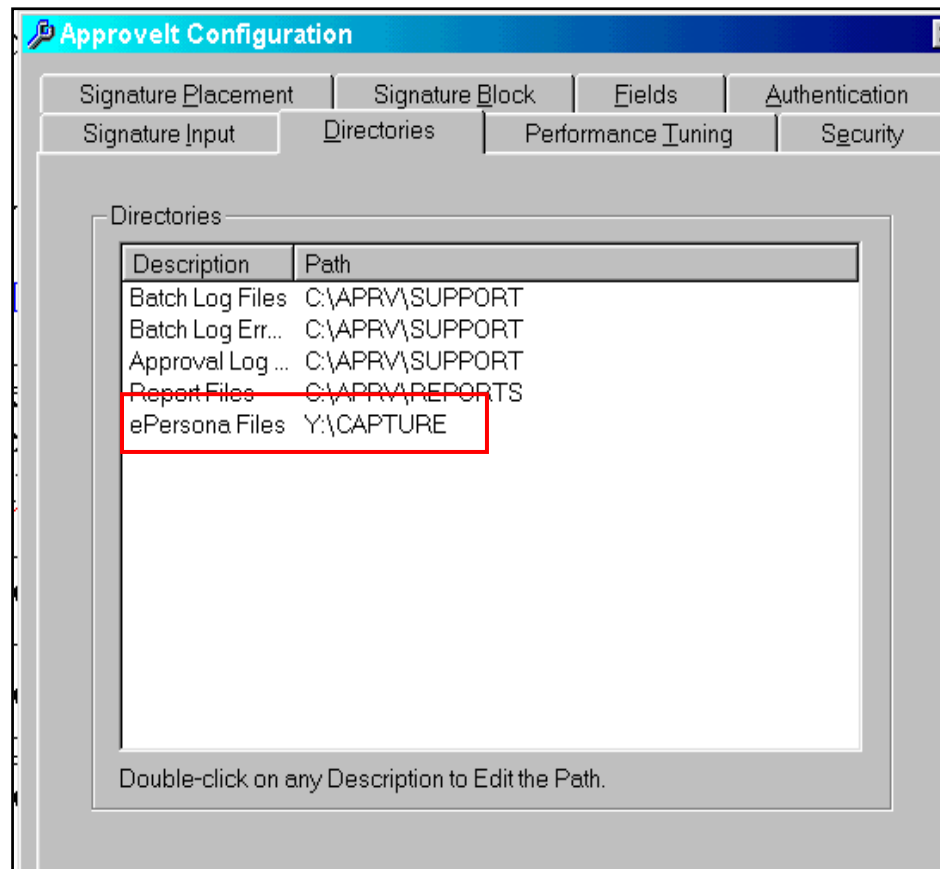 ApproveIt Configuration
Signature Placement Signature Block Fields Authentication
Signature Input Directories Performance Tuning Security
Directories
Description Path
Batch Log Files C:\APRV\SUPPORT
Batch Log Err... C:\APRV\SUPPORT
Approval Log ... C:\APRV\SUPPORT
Report Files C:\APRV\REPORTS
ePersona Files Y:\CAPTURE
Double-click on any Description to Edit the Path.